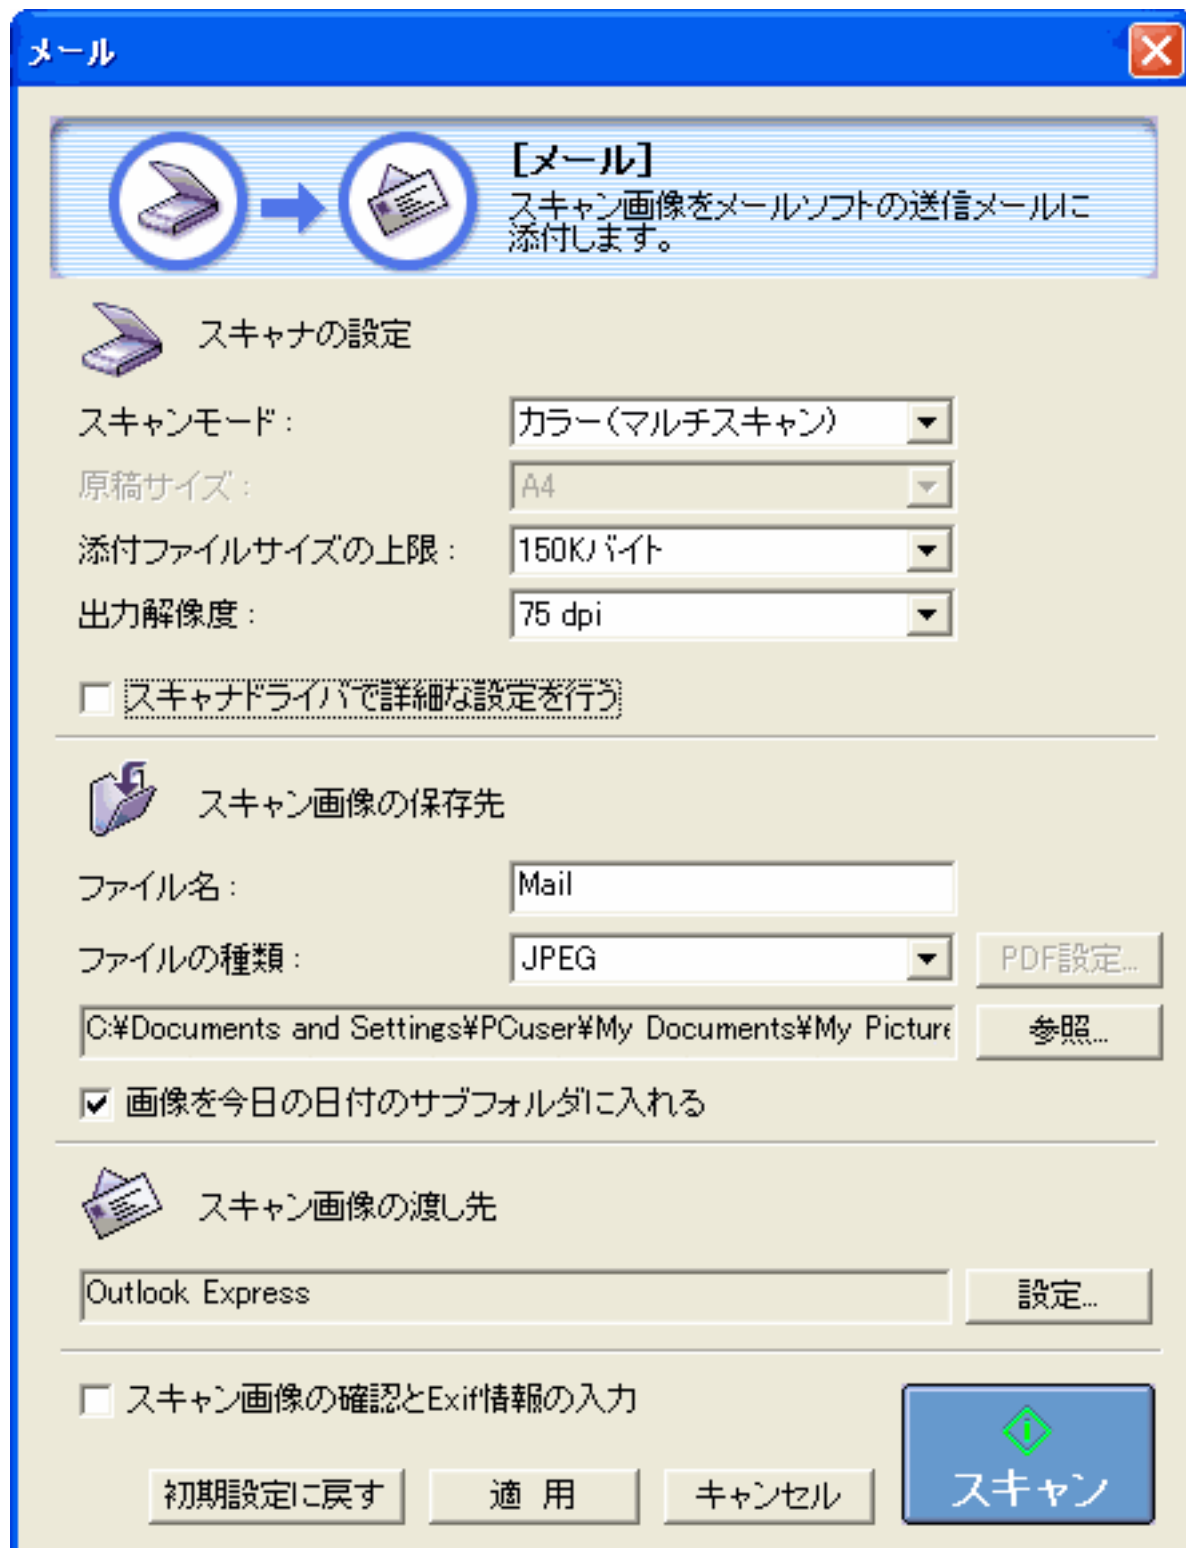 メール
[メール]
スキャン画像をメールソフトの送信メールに
添付します。
スキャナの設定
スキャンモード：
カラー(マルチスキャン)
原稿サイズ：
A4
添付ファイルサイズの上限：
150Kバイト
出力解像度：
75 dpi
スキャナドライバで詳細な設定を行う
スキャン画像の保存先
ファイル名：
Mail
ファイルの種類：
JPEG
PDF設定...
C:¥Documents and Settings¥PCuser¥My Documents¥My Picture
参照...
画像を今日の日付のサブフォルダに入れる
スキャン画像の渡し先
Outlook Express
設定...
スキャン画像の確認とExif情報の入力
初期設定に戻す
適 用
キャンセル
スキャン